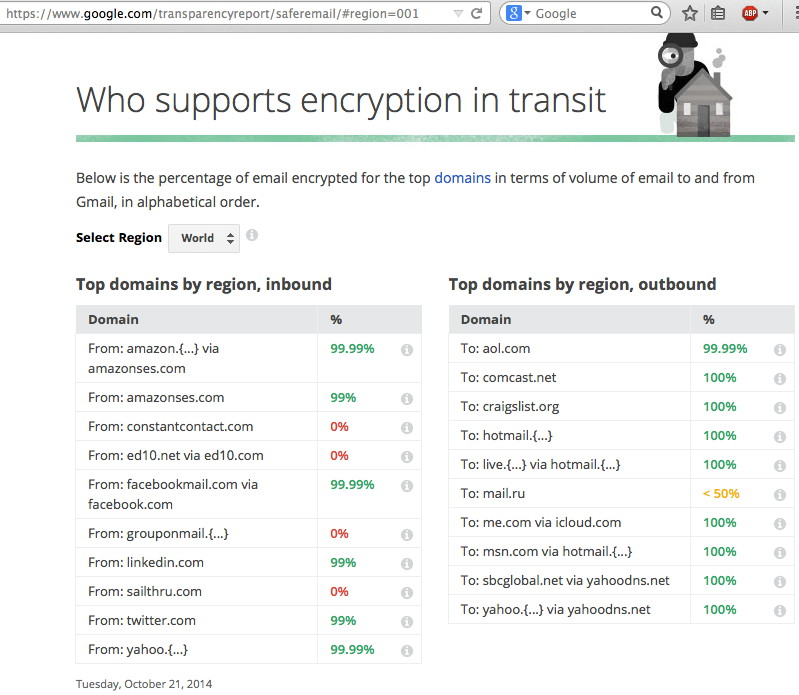 https://www.google.com/transparencyreport/saferemail/#region=001
8
Google
ABP
Who supports encryption in transit
Below is the percentage of email encrypted for the top domains in terms of volume of email to and from
Gmail, in alphabetical order.
Select Region World i
Top domains by region, inbound
Domain %
From: amazon.{...} via 99.99% i
amazonses.com
From: amazonses.com 99% i
From: constantcontact.com 0% i
From: ed10.net via ed10.com 0% i
From: facebookmail.com via 99.99% i
facebook.com
From: grouponmail.{...} 0% i
From: linkedin.com 99% i
From: sailthru.com 0% i
From: twitter.com 99% i
From: yahoo.{...} 99.99% i
Top domains by region, outbound
Domain %
To: aol.com 99.99% i
To: comcast.net 100% i
To: craigslist.org 100% i
To: hotmail.{...} 100% i
To: live.{...} via hotmail.{...} 100% i
To: mail.ru < 50% i
To: me.com via icloud.com 100% i
To: msn.com via hotmail.{...} 100% i
To: sbcglobal.net via yahoodns.net 100% i
To: yahoo.{...} via yahoodns.net 100% i
Tuesday, October 21, 2014